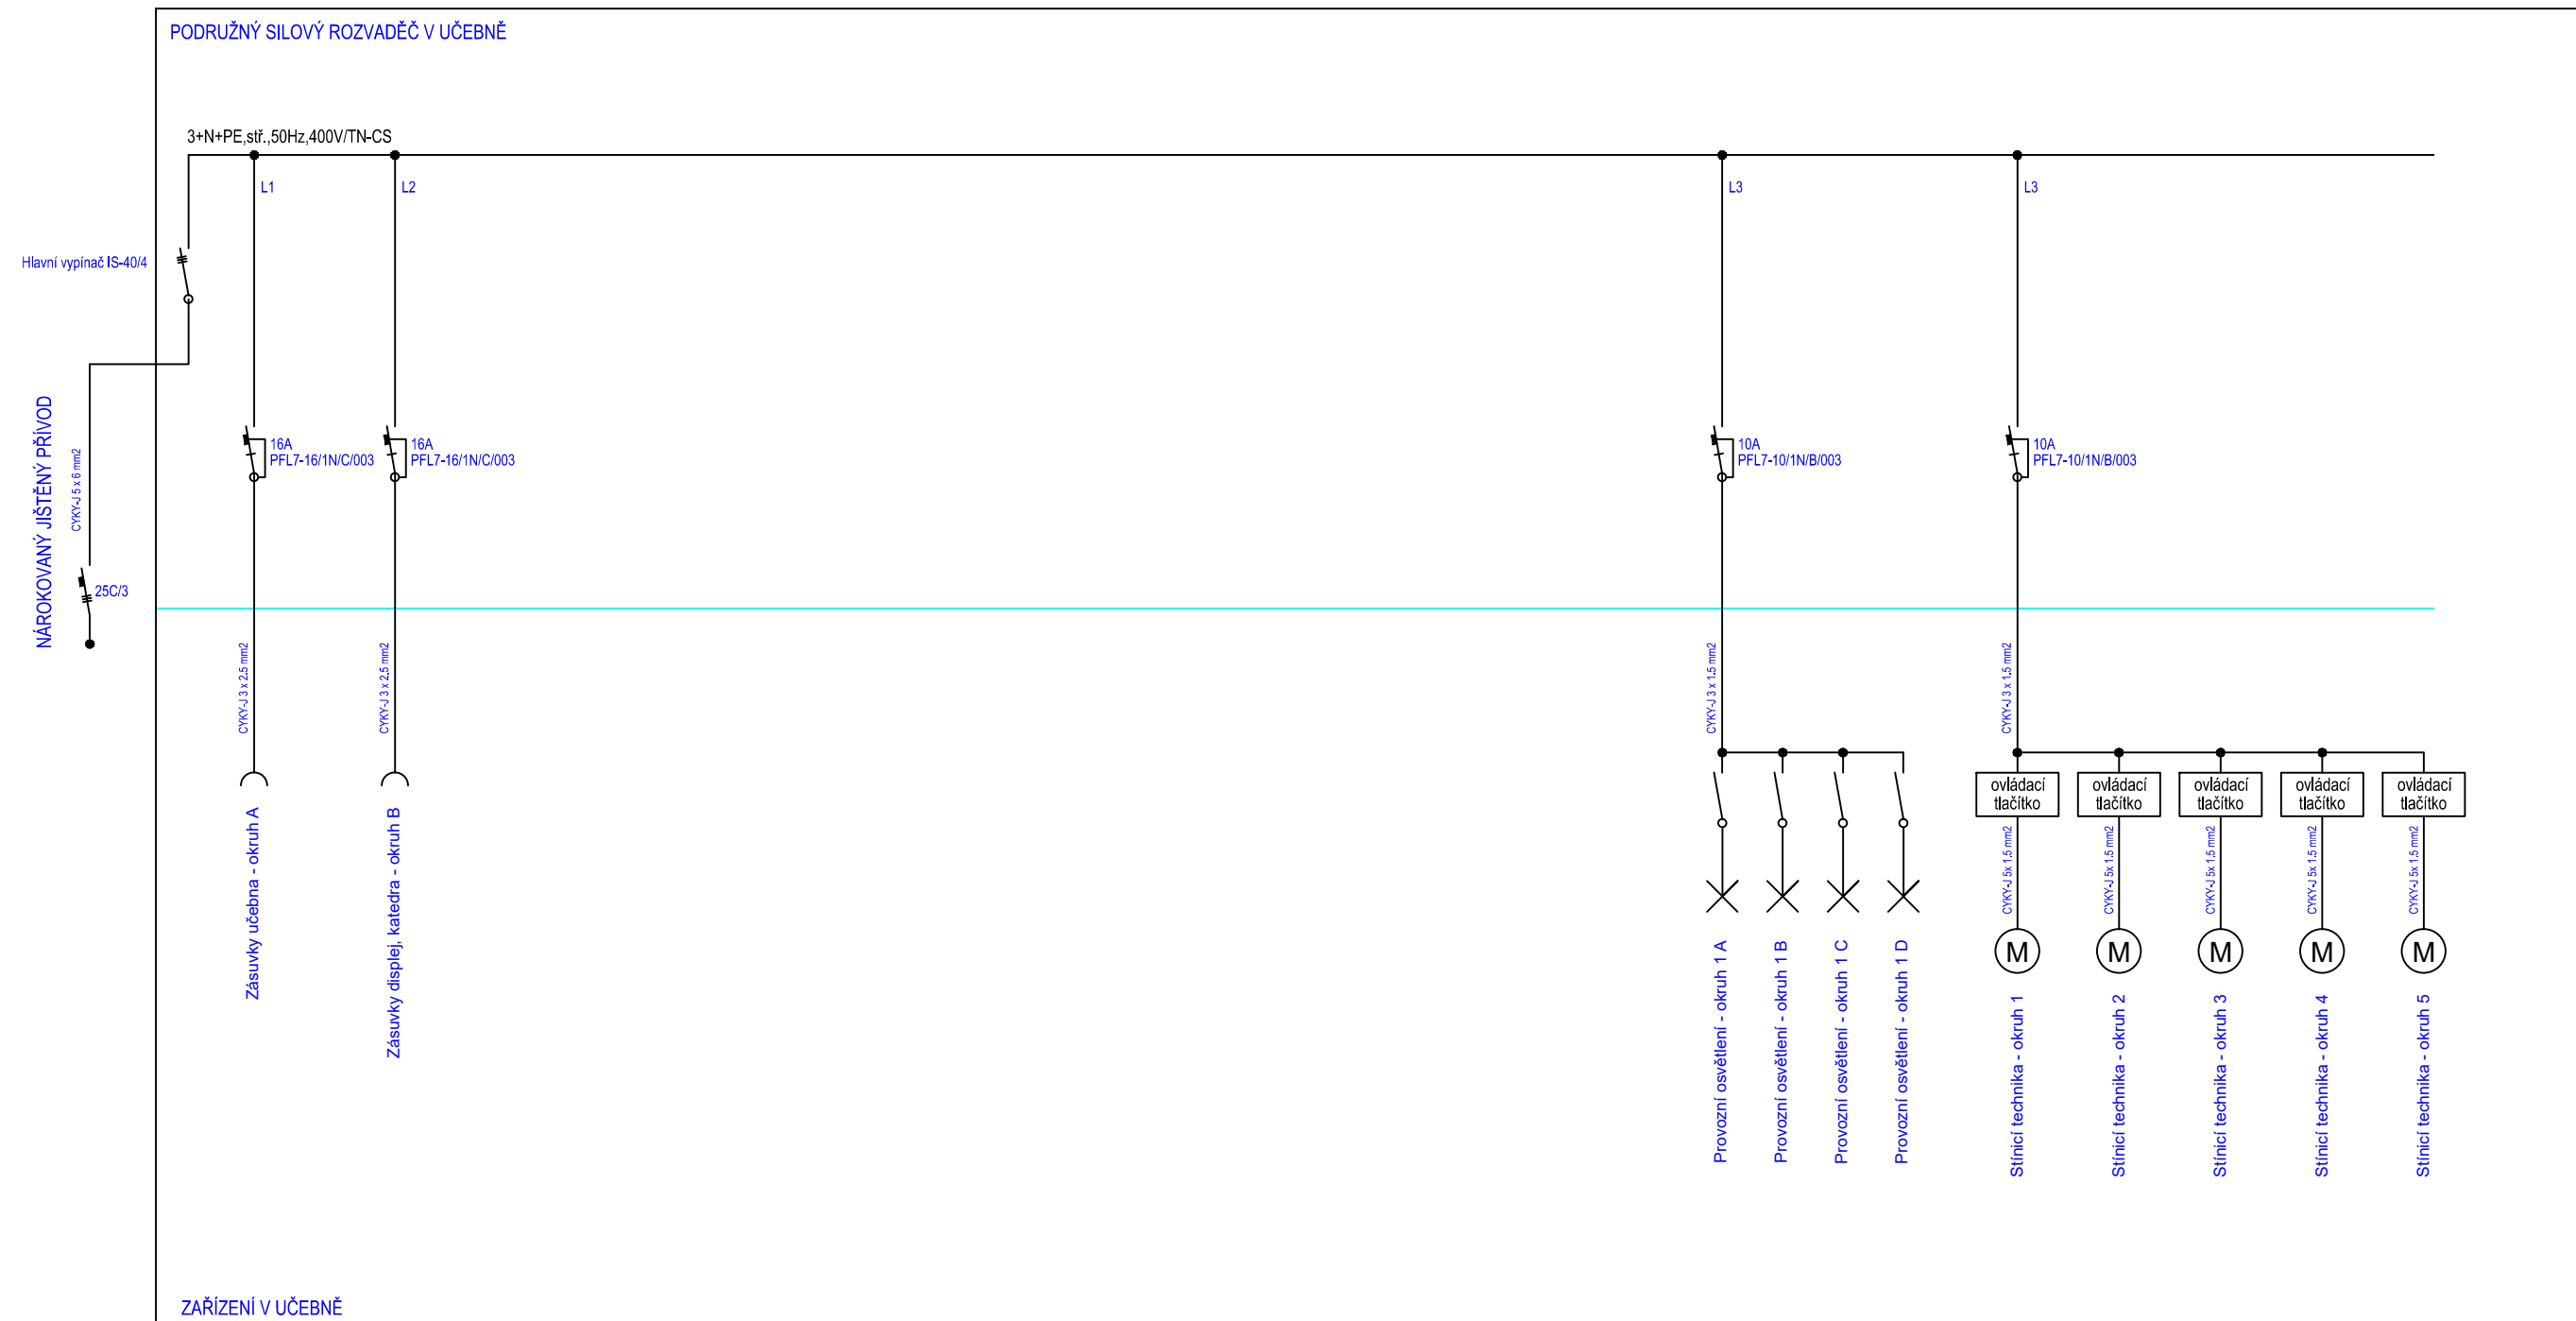 PODRUŽNÝ SILOVÝ ROZVADĚČ V UČEBNĚ
3+N+PE,stř.,50Hz,400V/TN-CS
L1
L2
L3
L3
Hlavní vypínač IS-40/4
NÁROKOVANÝ JIŠTĚNÝ PŘÍVOD
CYKY-J 5 x 6 mm2
25C/3
16A
PFL7-16/1N/C/003
16A
PFL7-16/1N/C/003
10A
PFL7-10/1N/B/003
10A
PFL7-10/1N/B/003
CYKY-J 3 x 2.5 mm2
CYKY-J 3 x 2.5 mm2
CYKY-J 3 x 1.5 mm2
CYKY-J 3 x 1.5 mm2
ovládací
tlačítko
ovládací
tlačítko
ovládací
tlačítko
ovládací
tlačítko
ovládací
tlačítko
CYKY-J 5x 1.5 mm2
CYKY-J 5x 1.5 mm2
CYKY-J 5x 1.5 mm2
CYKY-J 5x 1.5 mm2
CYKY-J 5x 1.5 mm2
M
M
M
M
M
Zásuvky učebna - okruh A
Zásuvky displej, katedra - okruh B
Provozní osvětlení - okruh 1 A
Provozní osvětlení - okruh 1 B
Provozní osvětlení - okruh 1 C
Provozní osvětlení - okruh 1 D
Stínicí technika - okruh 1
Stínicí technika - okruh 2
Stínicí technika - okruh 3
Stínicí technika - okruh 4
Stínicí technika - okruh 5
ZAŘÍZENÍ V UČEBNĚ